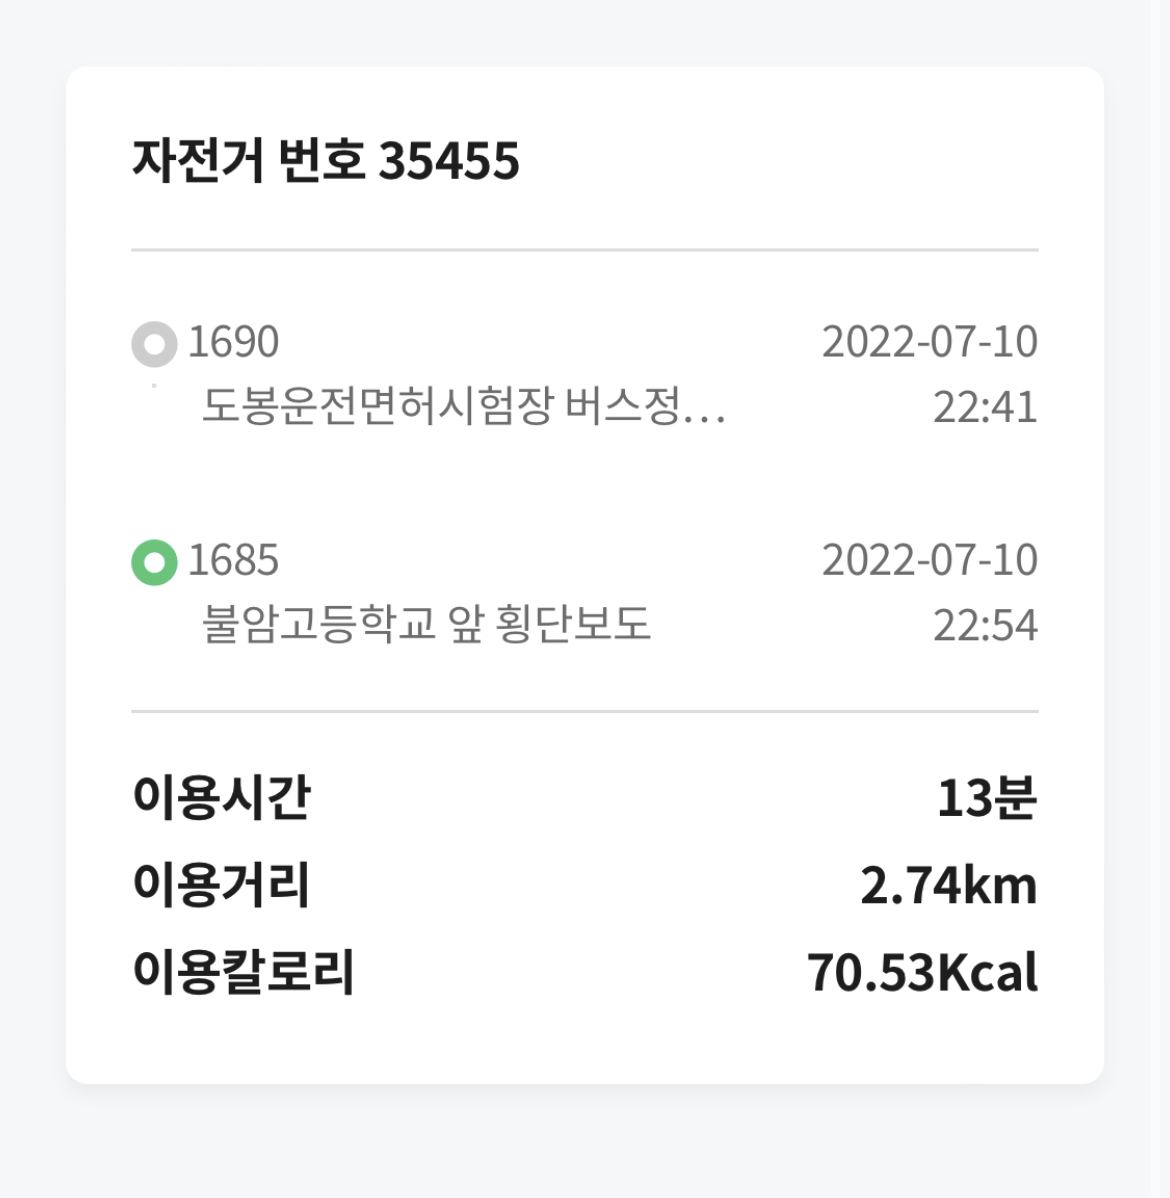 자전거 번호 35455
1690 2022-07-10
도봉운전면허시험장 버스정... 22:41
1685 2022-07-10
불암고등학교 앞 횡단보도 22:54
이용시간 13분
이용거리 2.74km
이용칼로리 70.53Kcal